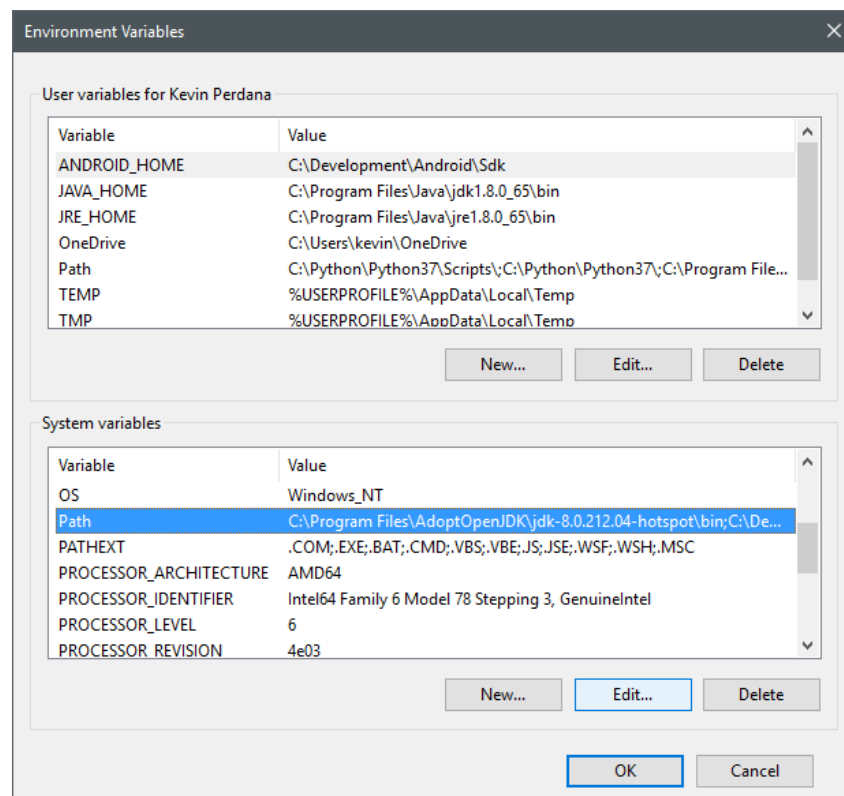 Environment Variables
User variables for Kevin Perdana
Variable Value
ANDROID_HOME C:\Development\Android\Sdk
JAVA_HOME C:\Program Files\Java\jdk1.8.0_65\bin
JRE_HOME C:\Program Files\Java\jre1.8.0_65\bin
OneDrive C:\Users\kevin\OneDrive
Path C:\Python\Python37\Scripts\;C:\Python\Python37\;C:\Program File...
TEMP %USERPROFILE%\AppData\Local\Temp
TMP %USERPROFILE%\AppData\Local\Temp
New... Edit... Delete
System variables
Variable Value
OS Windows_NT
Path C:\Program Files\AdoptOpenJDK\jdk-8.0.212.04-hotspot\bin;C:\De...
PATHEXT .COM;.EXE;.BAT;.CMD;.VBS;.VBE;.JS;.JSE;.WSF;.WSH;.MSC
PROCESSOR_ARCHITECTURE AMD64
PROCESSOR_IDENTIFIER Intel64 Family 6 Model 78 Stepping 3, GenuineIntel
PROCESSOR_LEVEL 6
PROCESSOR_REVISION 4e03
New... Edit... Delete
OK Cancel